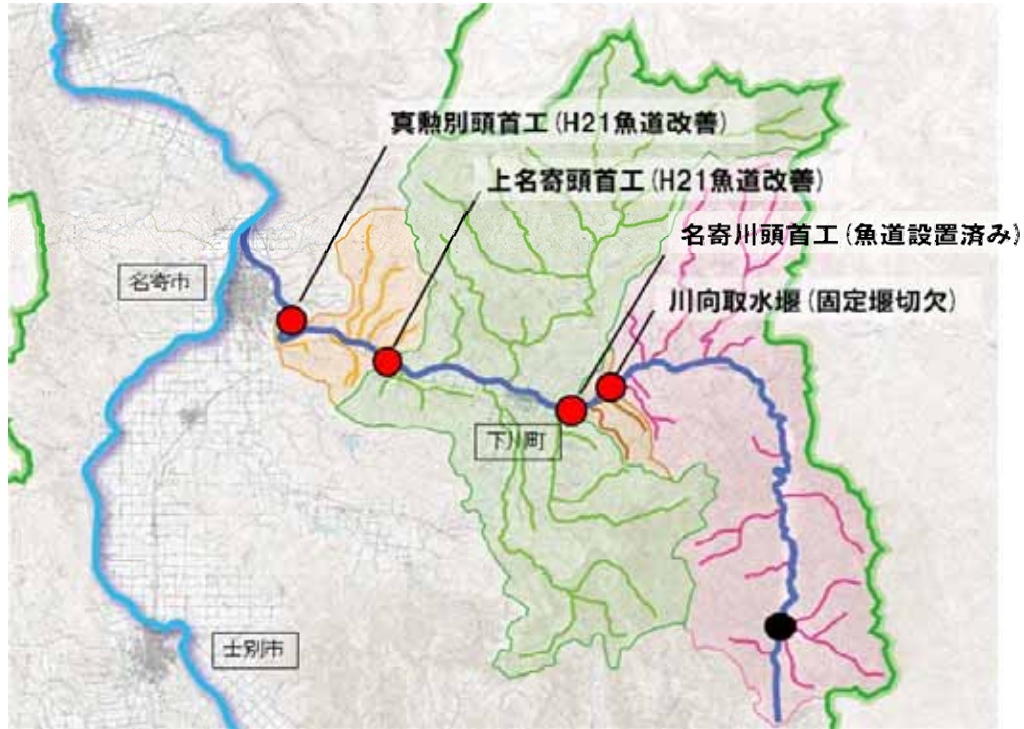 真勲別頭首工(H21魚道改善)
上名寄頭首工(H21魚道改善)
名寄川頭首工(魚道設置済み)
川向取水堰(固定堰切欠)
名寄市
下川町
士別市